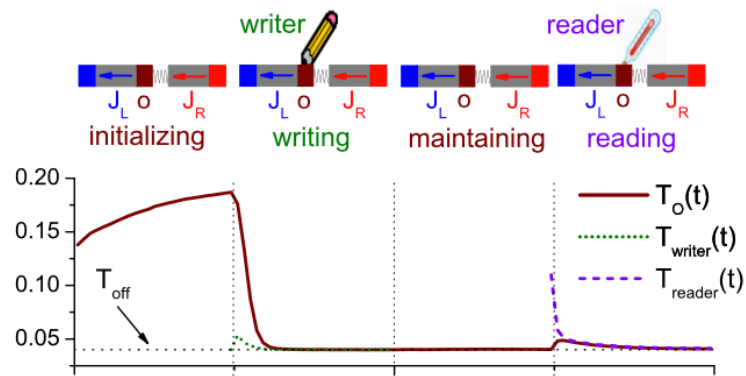 writer reader
J_L O J_R J_L O J_R J_L O J_R J_L O J_R
initializing writing maintaining reading
0.20
0.15
0.10
0.05
T_off
T_O(t)
T_writer(t)
T_reader(t)